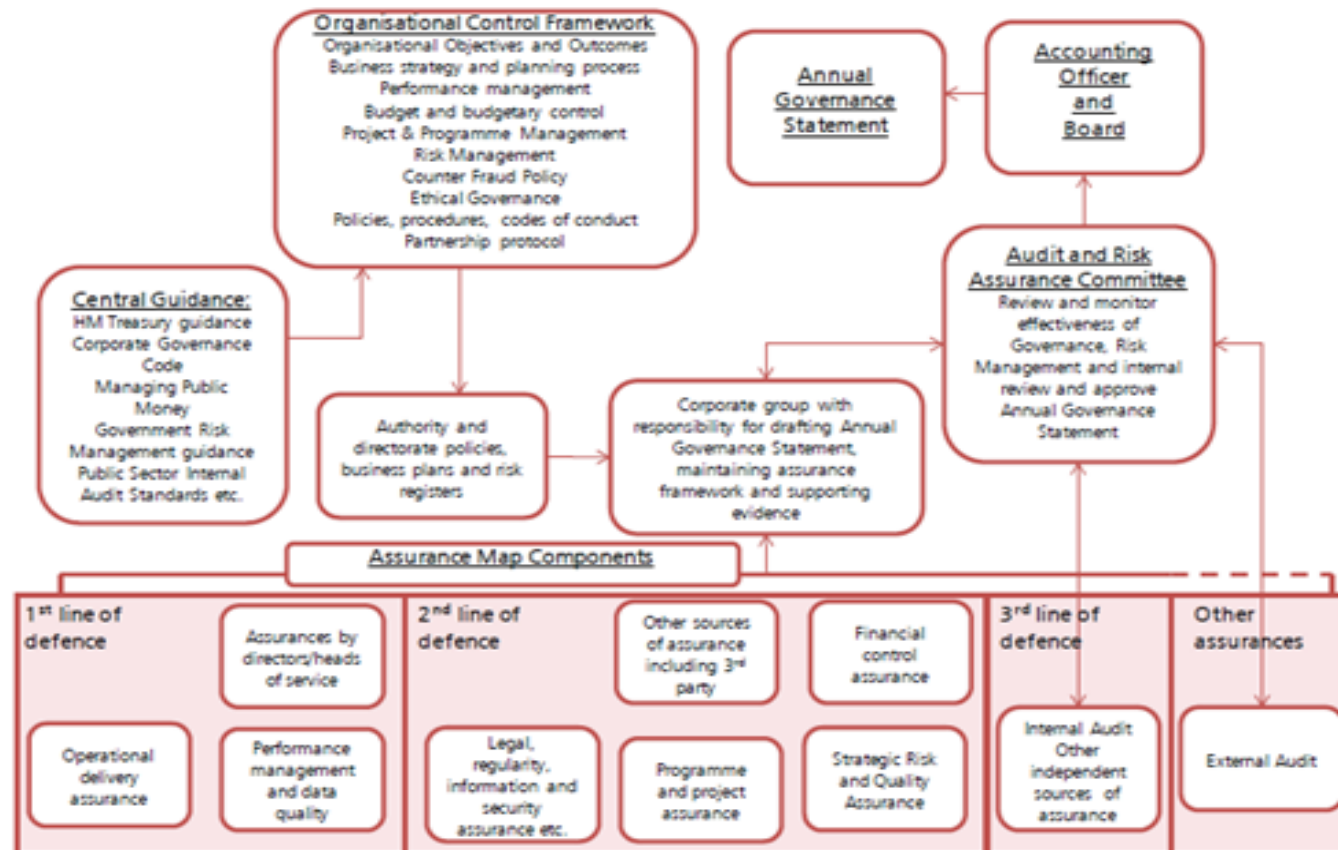 Organisational Control Framework
Organisational Objectives and Outcomes
Business strategy and planning process
Performance management
Budget and budgetary control
Project & Programme Management
Risk Management
Counter Fraud Policy
Ethical Governance
Policies, procedures, codes of conduct
Partnership protocol
Annual
Governance
Statement
Accounting
Officer
and
Board
Central Guidance:
HM Treasury guidance
Corporate Governance
Code
Managing Public
Money
Government Risk
Management guidance
Public Sector Internal
Audit Standards etc.
Authority and
directorate policies,
business plans and risk
registers
Corporate group with
responsibility for drafting Annual
Governance Statement,
maintaining assurance
framework and supporting
evidence
Audit and Risk
Assurance Committee
Review and monitor
effectiveness of
Governance, Risk
Management and internal
review and approve
Annual Governance
Statement
Assurance Map Components
1st line of
defence
Assurances by
directors/heads
of service
Operational
delivery
assurance
Performance
management
and data
quality
2nd line of
defence
Other sources
of assurance
including 3rd
party
Financial
control
assurance
Legal,
regularity,
information and
security
assurance etc.
Programme
and project
assurance
Strategic Risk
and Quality
Assurance
3rd line of
defence
Internal Audit
Other
independent
sources of
assurance
Other
assurances
External Audit